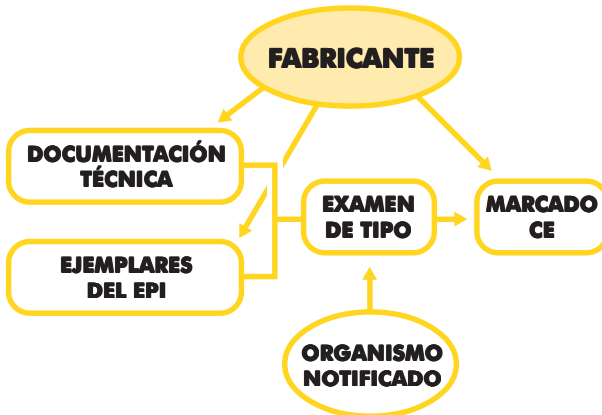 FABRICANTE
DOCUMENTACIÓN
TÉCNICA
EXAMEN
DE TIPO
MARCADO
CE
EJEMPLARES
DEL EPI
ORGANISMO
NOTIFICADO